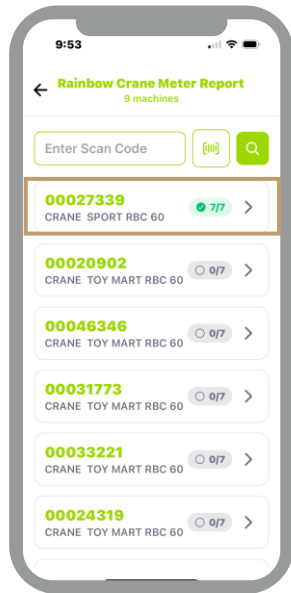 9:53
Rainbow Crane Meter Report
9 machines
Enter Scan Code
00027339
CRANE SPORT RBC 60
7/7
00020902
CRANE TOY MART RBC 60
0/7
00046346
CRANE TOY MART RBC 60
0/7
00031773
CRANE TOY MART RBC 60
0/7
00033221
CRANE TOY MART RBC 60
0/7
00024319
CRANE TOY MART RBC 60
0/7